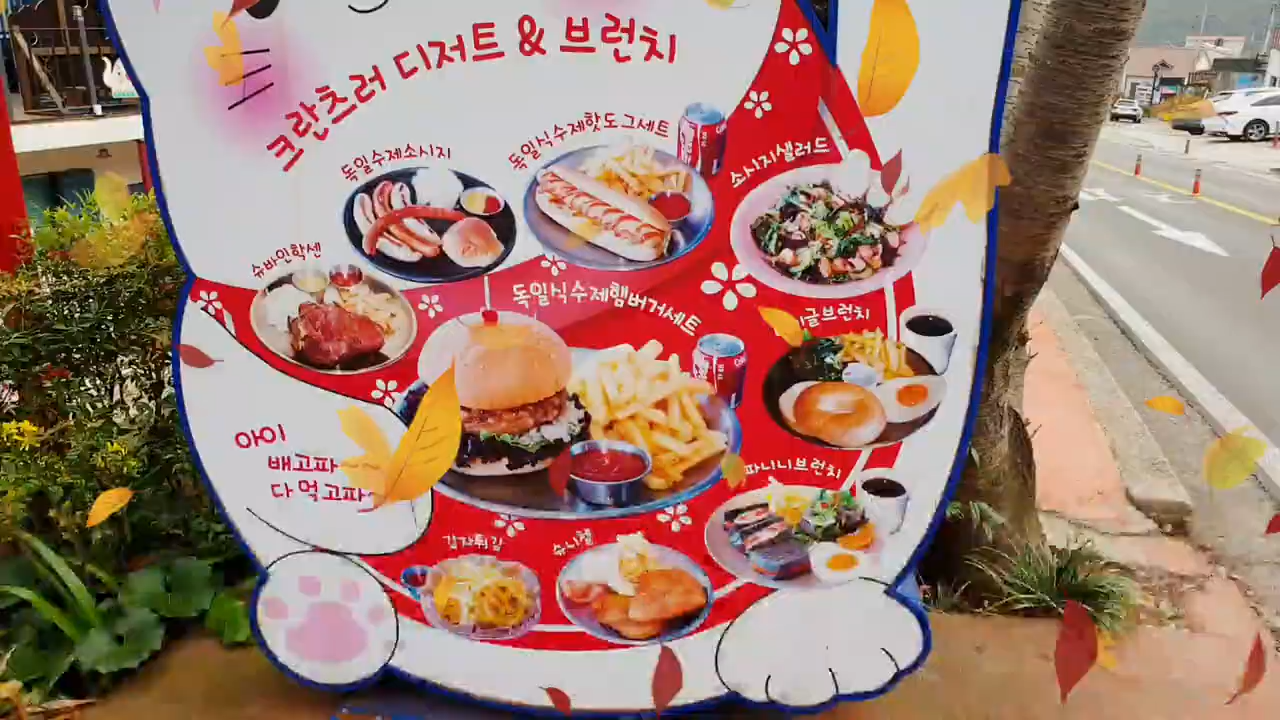 크란츠러 디저트 & 브런치
독일수제소시지
독일식수제핫도그세트
소시지샐러드
슈바인학센
독일식수제햄버거세트
글브런치
파니니브런치
아이
배고파~
다 먹고파~
감자튀김
슈니첼